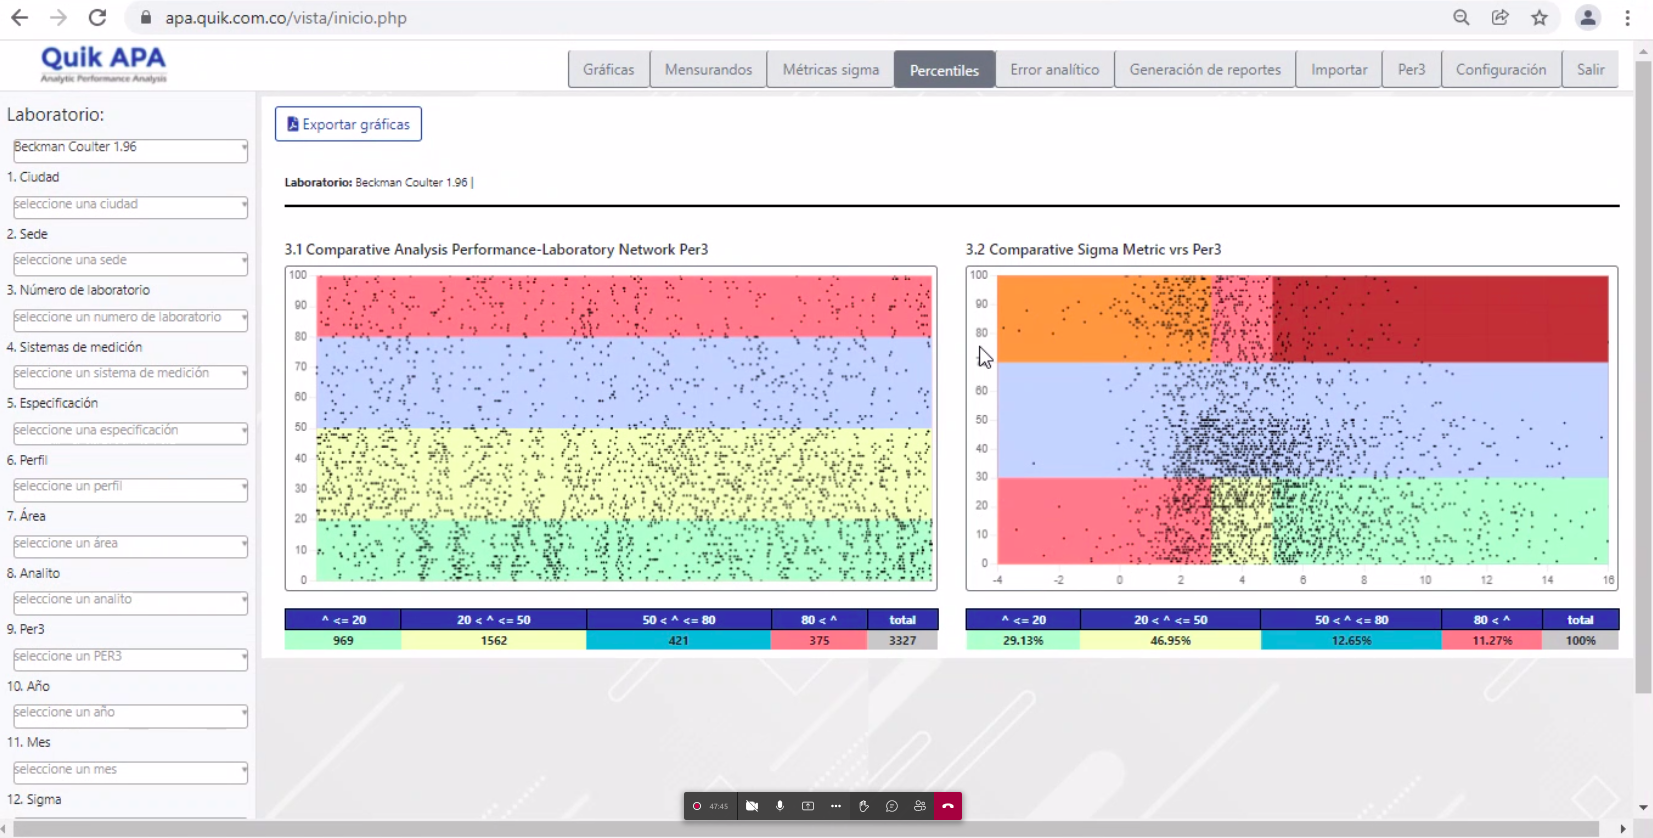 apa.quik.com.co/vista/inicio.php
Quik APA
Analytic Performance Analysis
Gráficas
Mensurandos
Métricas sigma
Percentiles
Error analítico
Generación de reportes
Importar
Per3
Configuración
Salir
Laboratorio:
Beckman Coulter 1.96
1. Ciudad
seleccione una ciudad
2. Sede
seleccione una sede
3. Número de laboratorio
seleccione un numero de laboratorio
4. Sistemas de medición
seleccione un sistema de medición
5. Especificación
seleccione una especificación
6. Perfil
seleccione un perfil
7. Área
seleccione un área
8. Analito
seleccione un analito
9. Per3
seleccione un PER3
10. Año
seleccione un año
11. Mes
seleccione un mes
12. Sigma
Exportar gráficas
Laboratorio: Beckman Coulter 1.96 |
3.1 Comparative Analysis Performance-Laboratory Network Per3
100
90
80
70
60
50
40
30
20
10
0
^ <= 20 20 < ^ <= 50 50 < ^ <= 80 80 < ^ total
969 1562 421 375 3327
3.2 Comparative Sigma Metric vrs Per3
100
90
80
60
50
40
30
20
10
0
-4 -2 0 2 4 6 8 10 12 14 16
^ <= 20 20 < ^ <= 50 50 < ^ <= 80 80 < ^ total
29.13% 46.95% 12.65% 11.27% 100%
47:45